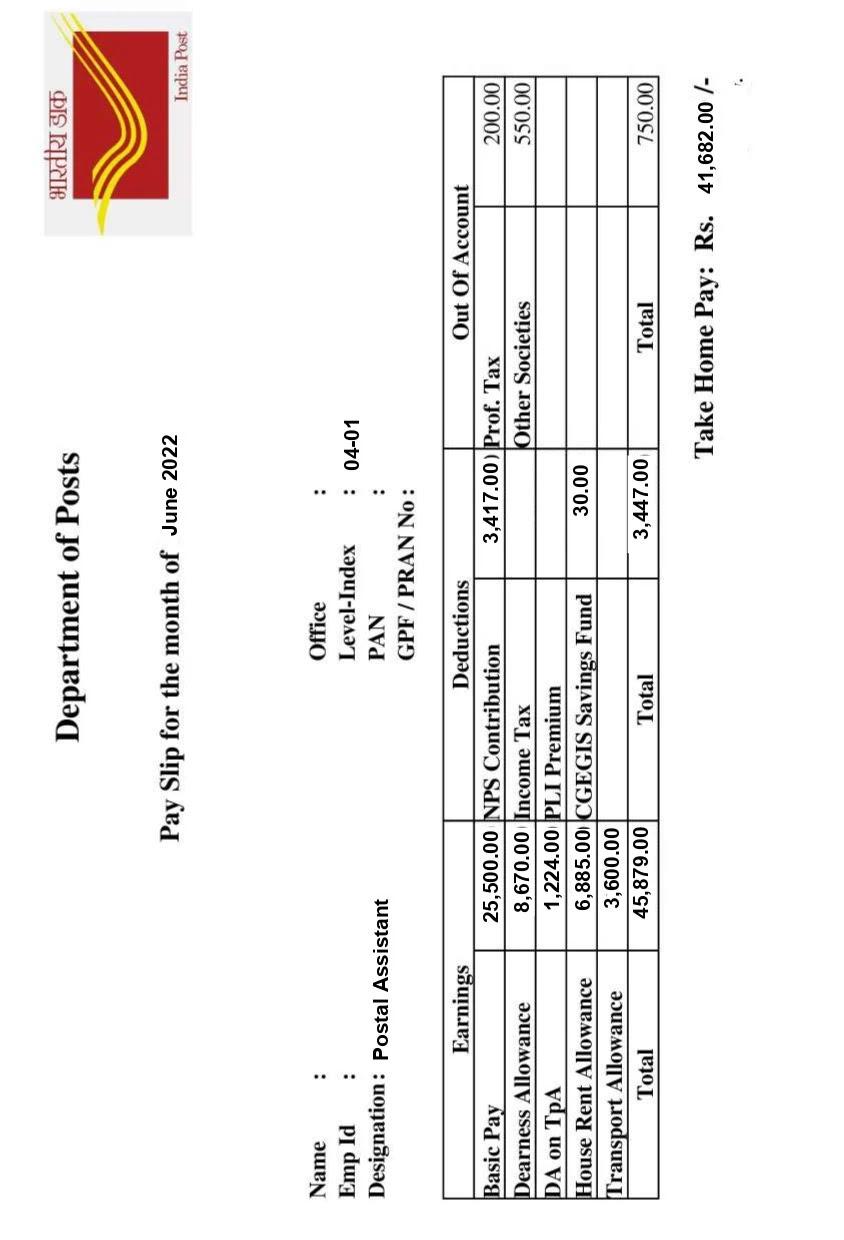 भारतीय डाक
India Post
Department of Posts
Pay Slip for the month of June 2022
Name : Office :
Emp Id : Level-Index : 04-01
Designation : Postal Assistant PAN :
GPF / PRAN No :
Earnings Deductions Out Of Account
Basic Pay 25,500.00 NPS Contribution 3,417.00 Prof. Tax 200.00
Dearness Allowance 8,670.00 Income Tax Other Societies 550.00
DA on TpA 1,224.00 PLI Premium
House Rent Allowance 6,885.00 CGEGIS Savings Fund 30.00
Transport Allowance 3,600.00
Total 45,879.00 Total 3,447.00 Total 750.00
Take Home Pay: Rs. 41,682.00 /-